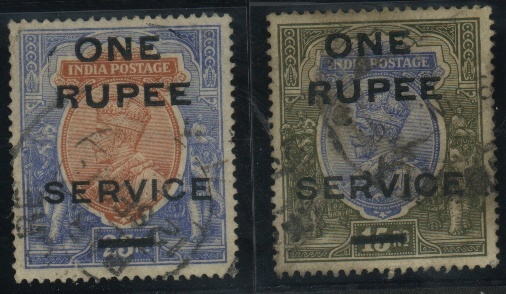 ONE
INDIA POSTAGE
RUPEE
SERVICE
ONE
INDIA POSTAGE
RUPEE
SERVICE